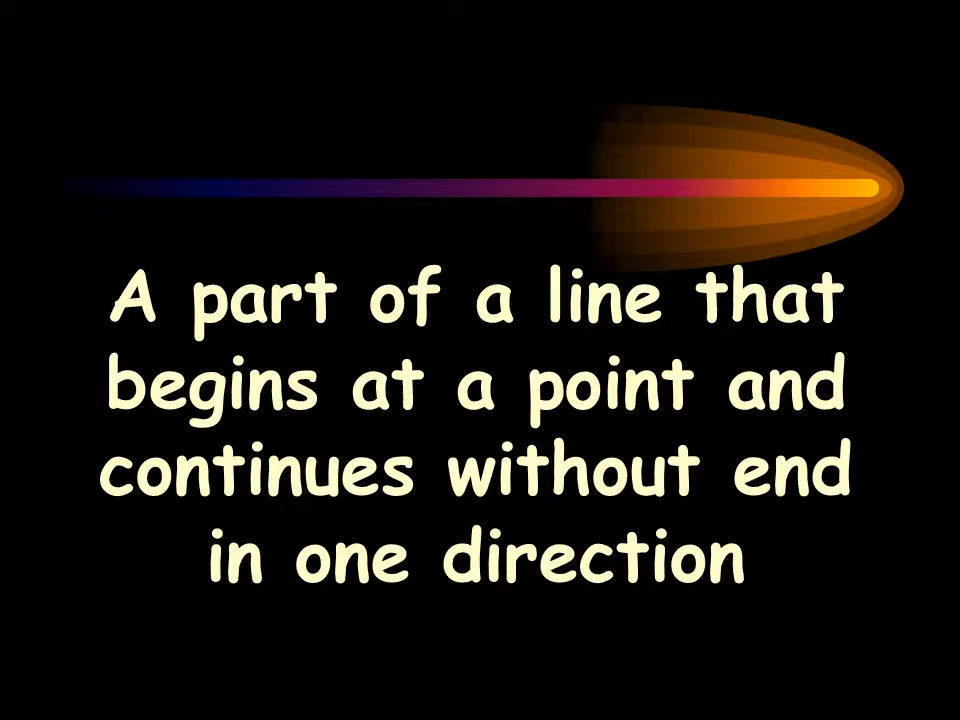 A part of a line that
begins at a point and
continues without end
in one direction